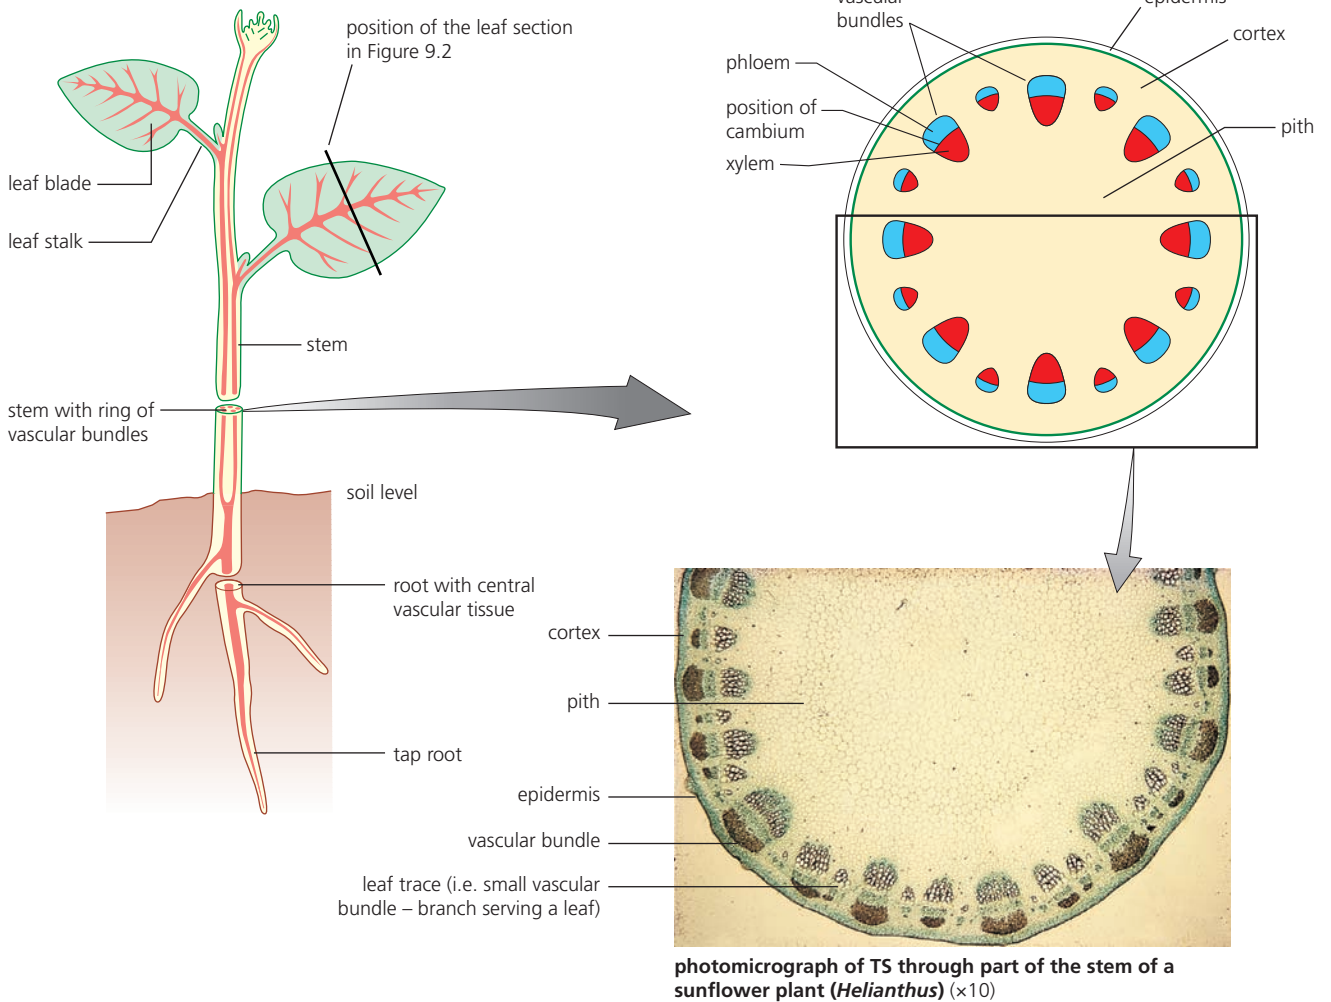 position of the leaf section
in Figure 9.2
leaf blade
leaf stalk
stem
stem with ring of
vascular bundles
soil level
root with central
vascular tissue
tap root
bundles
phloem
position of
cambium
xylem
cortex
pith
cortex
pith
epidermis
vascular bundle
leaf trace (i.e. small vascular
bundle – branch serving a leaf)
photomicrograph of TS through part of the stem of a
sunflower plant (Helianthus) (×10)